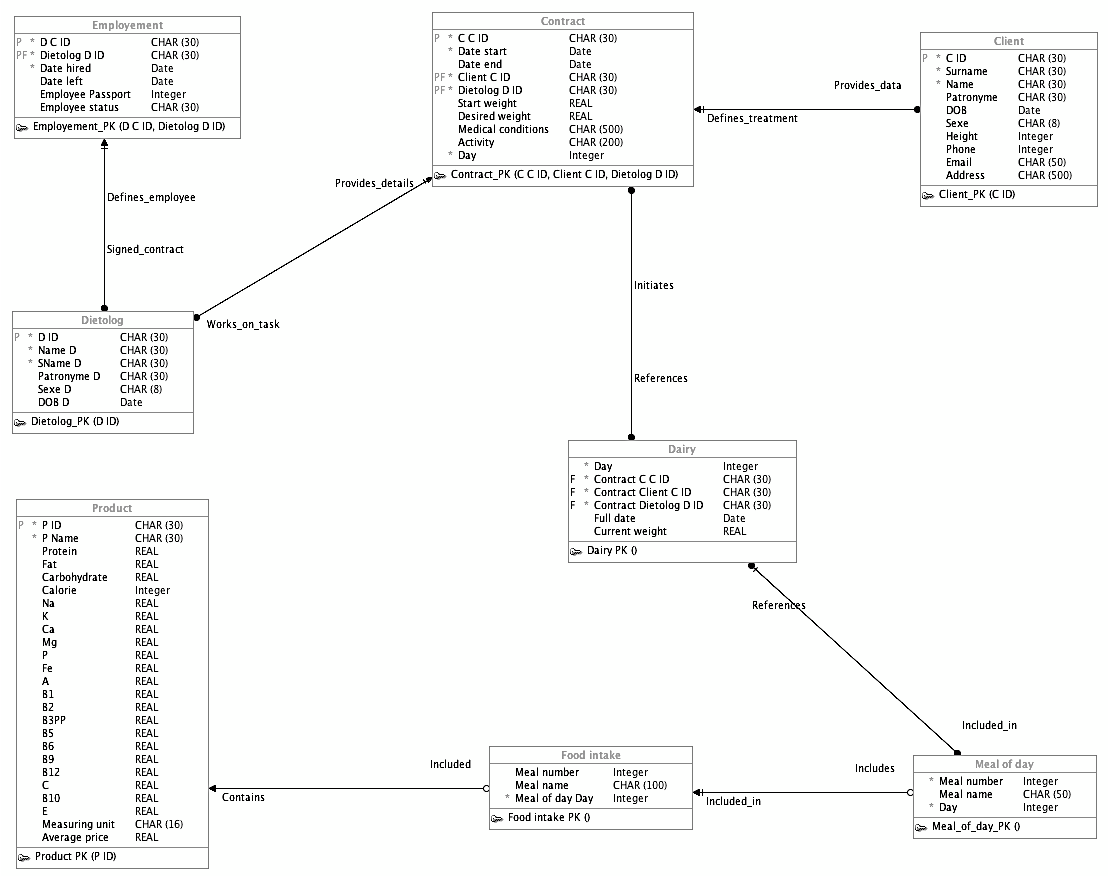 Employement
P * D C ID CHAR (30)
PF * Dietolog D ID CHAR (30)
* Date hired Date
Date left Date
Employee Passport Integer
Employee status CHAR (30)
Employement_PK (D C ID, Dietolog D ID)
Contract
P * C C ID CHAR (30)
* Date start Date
Date end Date
PF * Client C ID CHAR (30)
PF * Dietolog D ID CHAR (30)
Start weight REAL
Desired weight REAL
Medical conditions CHAR (500)
Activity CHAR (200)
* Day Integer
Contract_PK (C C ID, Client C ID, Dietolog D ID)
Client
P * C ID CHAR (30)
* Surname CHAR (30)
* Name CHAR (30)
Patronyme CHAR (30)
DOB Date
Sexe CHAR (8)
Height Integer
Phone Integer
Email CHAR (50)
Address CHAR (500)
Client_PK (C ID)
Provides_data
Defines_treatment
Provides_details
Works_on_task
Defines_employee
Signed_contract
Initiates
References
Dietolog
P * D ID CHAR (30)
* Name D CHAR (30)
* SName D CHAR (30)
Patronyme D CHAR (30)
Sexe D CHAR (8)
DOB D Date
Dietolog_PK (D ID)
Dairy
* Day Integer
F * Contract C C ID CHAR (30)
F * Contract Client C ID CHAR (30)
F * Contract Dietolog D ID CHAR (30)
Full date Date
Current weight REAL
Dairy PK ()
References
Included_in
Product
P * P ID CHAR (30)
* P Name CHAR (30)
Protein REAL
Fat REAL
Carbohydrate REAL
Calorie Integer
Na REAL
K REAL
Ca REAL
Mg REAL
P REAL
Fe REAL
A REAL
B1 REAL
B2 REAL
B3PP REAL
B5 REAL
B6 REAL
B9 REAL
B12 REAL
C REAL
B10 REAL
E REAL
Measuring unit CHAR (16)
Average price REAL
Product PK (P ID)
Included
Contains
Food intake
Meal number Integer
Meal name CHAR (100)
* Meal of day Day Integer
Food intake PK ()
Includes
Included_in
Meal of day
* Meal number Integer
Meal name CHAR (50)
* Day Integer
Meal_of_day_PK ()